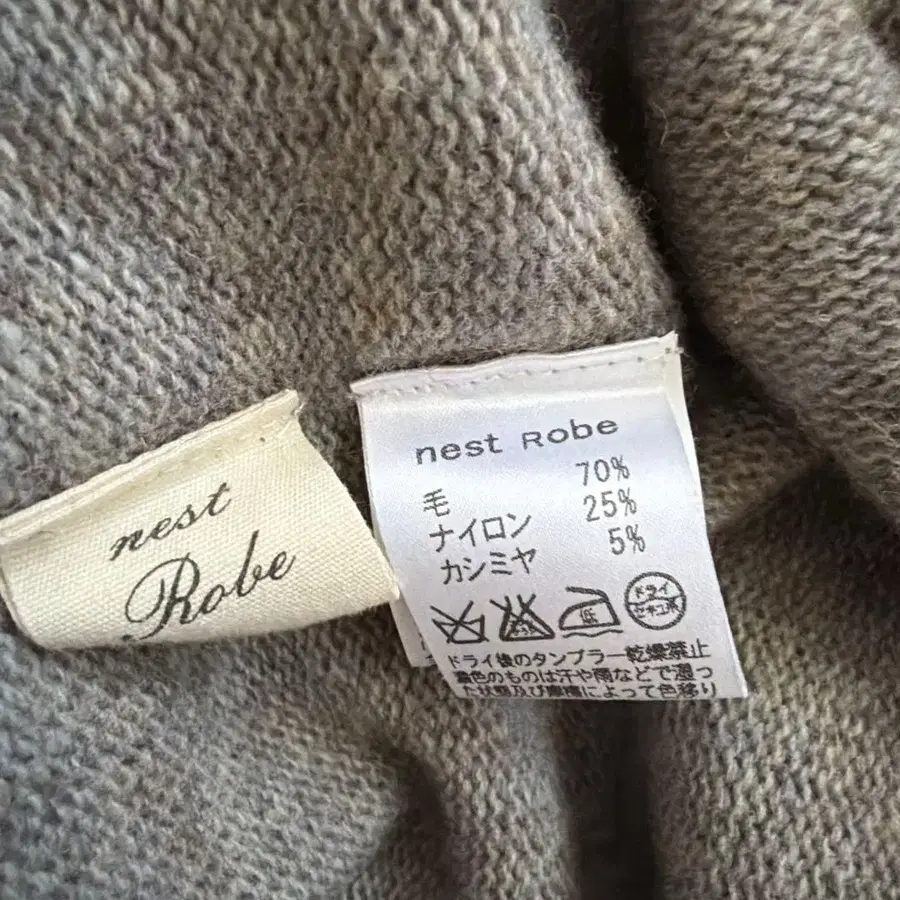 nest
Robe
nest Robe
毛 70%
ナイロン 25%
カシミヤ 5%
低
ドライ
セキユ系
ドライ後のタンブラー乾燥禁止
濃色のものは汗や雨などで湿っ
た状態及び摩擦によって色移り